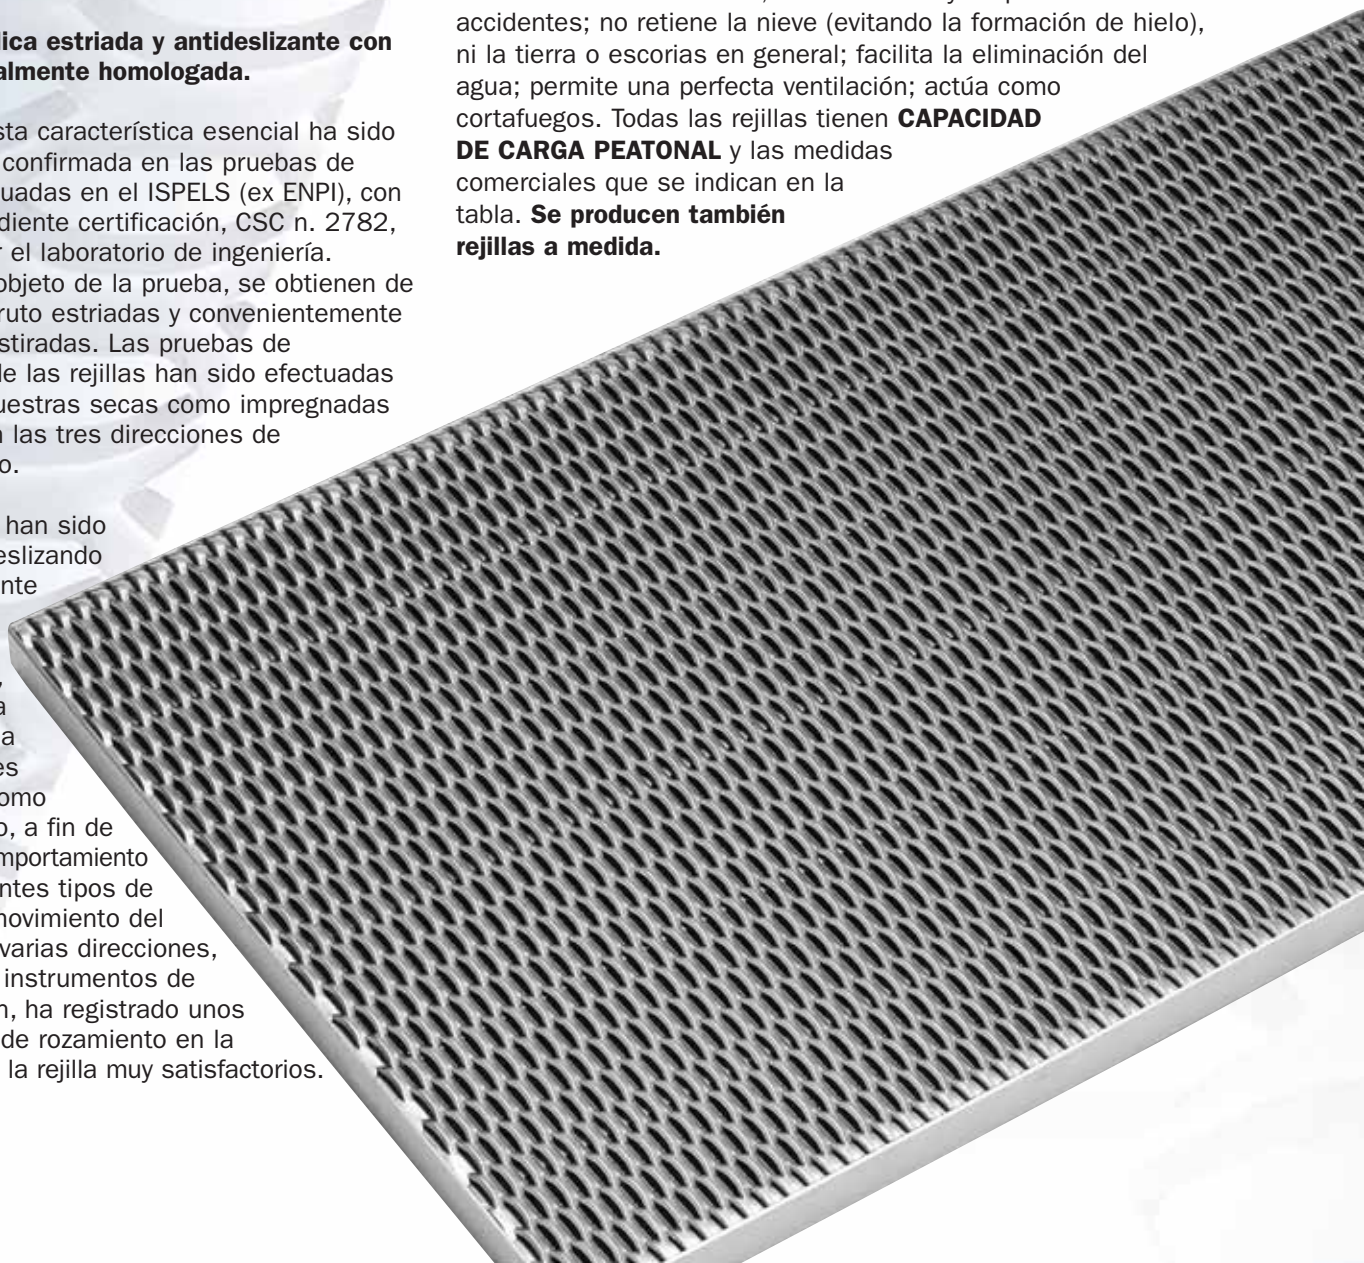 lica estriada y antideslizante con
almente homologada.
sta característica esencial ha sido
confirmada en las pruebas de
uadas en el ISPELS (ex ENPI), con
diente certificación, CSC n. 2782,
r el laboratorio de ingeniería.
objeto de la prueba, se obtienen de
ruto estriadas y convenientemente
stiradas. Las pruebas de
de las rejillas han sido efectuadas
uestras secas como impregnadas
n las tres direcciones de
o.
han sido
eslizando
nte
a
a
es
omo
o, a fin de
mportamiento
ntes tipos de
movimiento del
varias direcciones,
instrumentos de
n, ha registrado unos
de rozamiento en la
la rejilla muy satisfactorios.
accidentes; no retiene la nieve (evitando la formación de hielo),
ni la tierra o escorias en general; facilita la eliminación del
agua; permite una perfecta ventilación; actúa como
cortafuegos. Todas las rejillas tienen CAPACIDAD
DE CARGA PEATONAL y las medidas
comerciales que se indican en la
tabla. Se producen también
rejillas a medida.